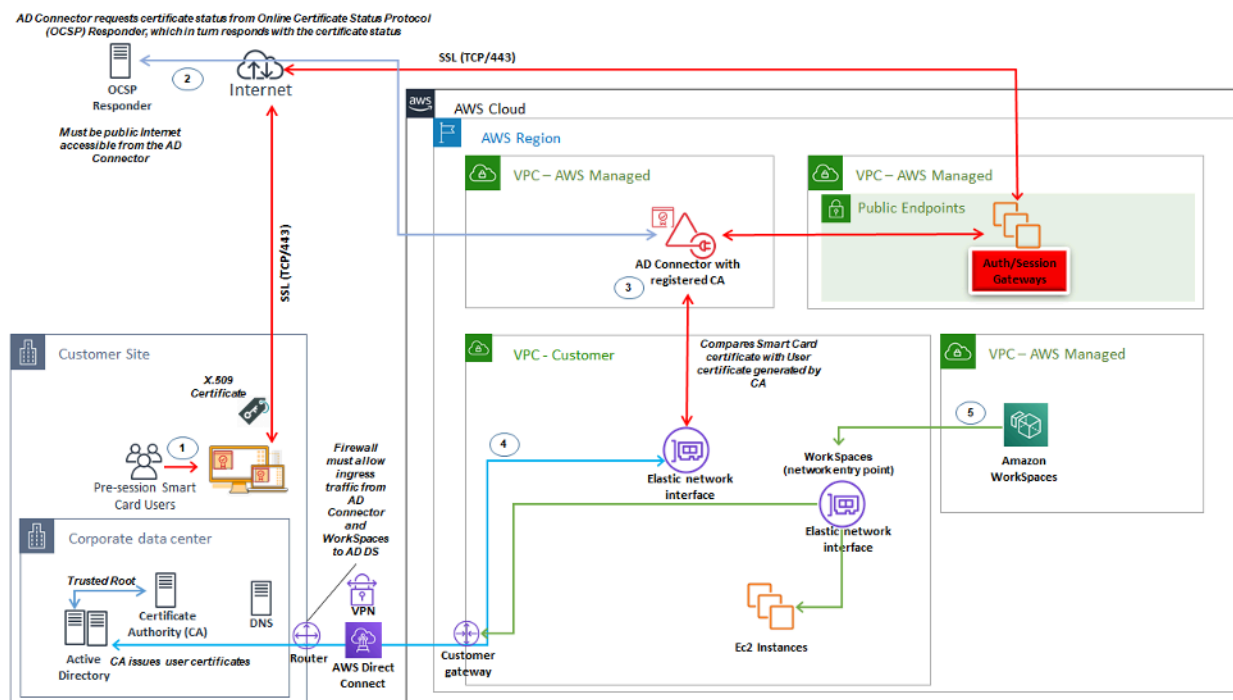 AD Connector requests certificate status from Online Certificate Status Protocol
(OCSP) Responder, which in turn responds with the certificate status
SSL (TCP/443)
2
OCSP
Responder
Internet
Must be public Internet
accessible from the AD
Connector
aws
AWS Cloud
AWS Region
VPC – AWS Managed
VPC – AWS Managed
Public Endpoints
AD Connector with
registered CA
3
Auth/Session
Gateways
SSL (TCP/443)
Customer Site
X.509
Certificate
1
Pre-session Smart
Card Users
VPC - Customer
Compares Smart Card
certificate with User
certificate generated by
CA
VPC – AWS Managed
5
Amazon
WorkSpaces
4
Elastic network
interface
WorkSpaces
(network entry point)
Elastic network
interface
Firewall
must allow
ingress
traffic from
AD
Connector
and
WorkSpaces
to AD DS
Corporate data center
Trusted Root
Certificate
Authority (CA)
DNS
VPN
Active
Directory
CA issues user certificates
Router
AWS Direct
Connect
Customer
gateway
Ec2 Instances